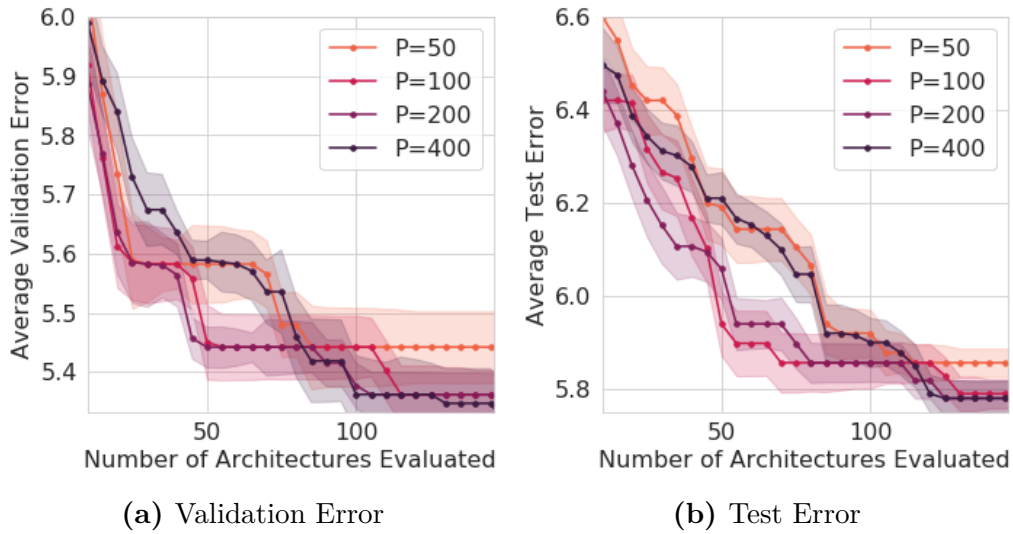 6.0
5.9
5.8
5.7
5.6
5.5
5.4
Average Validation Error
50
100
Number of Architectures Evaluated
P=50
P=100
P=200
P=400
(a) Validation Error
6.6
6.4
6.2
6.0
5.8
Average Test Error
50
100
Number of Architectures Evaluated
P=50
P=100
P=200
P=400
(b) Test Error